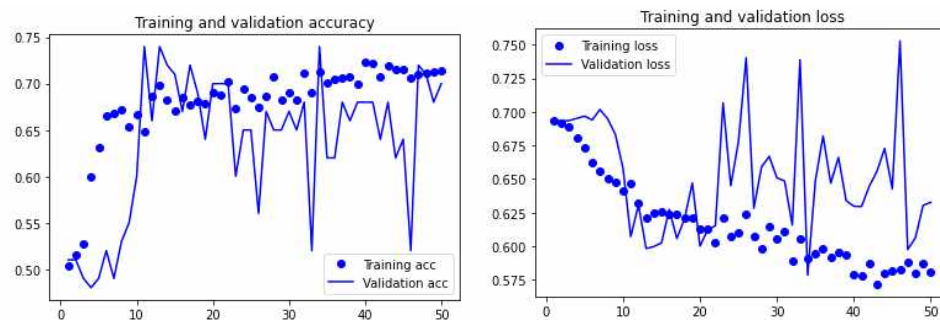 Training and validation accuracy
0.75
0.70
0.65
0.60
0.55
0.50
Training acc
Validation acc
0 10 20 30 40 50
Training and validation loss
Training loss
Validation loss
0.750
0.725
0.700
0.675
0.650
0.625
0.600
0.575
0 10 20 30 40 50